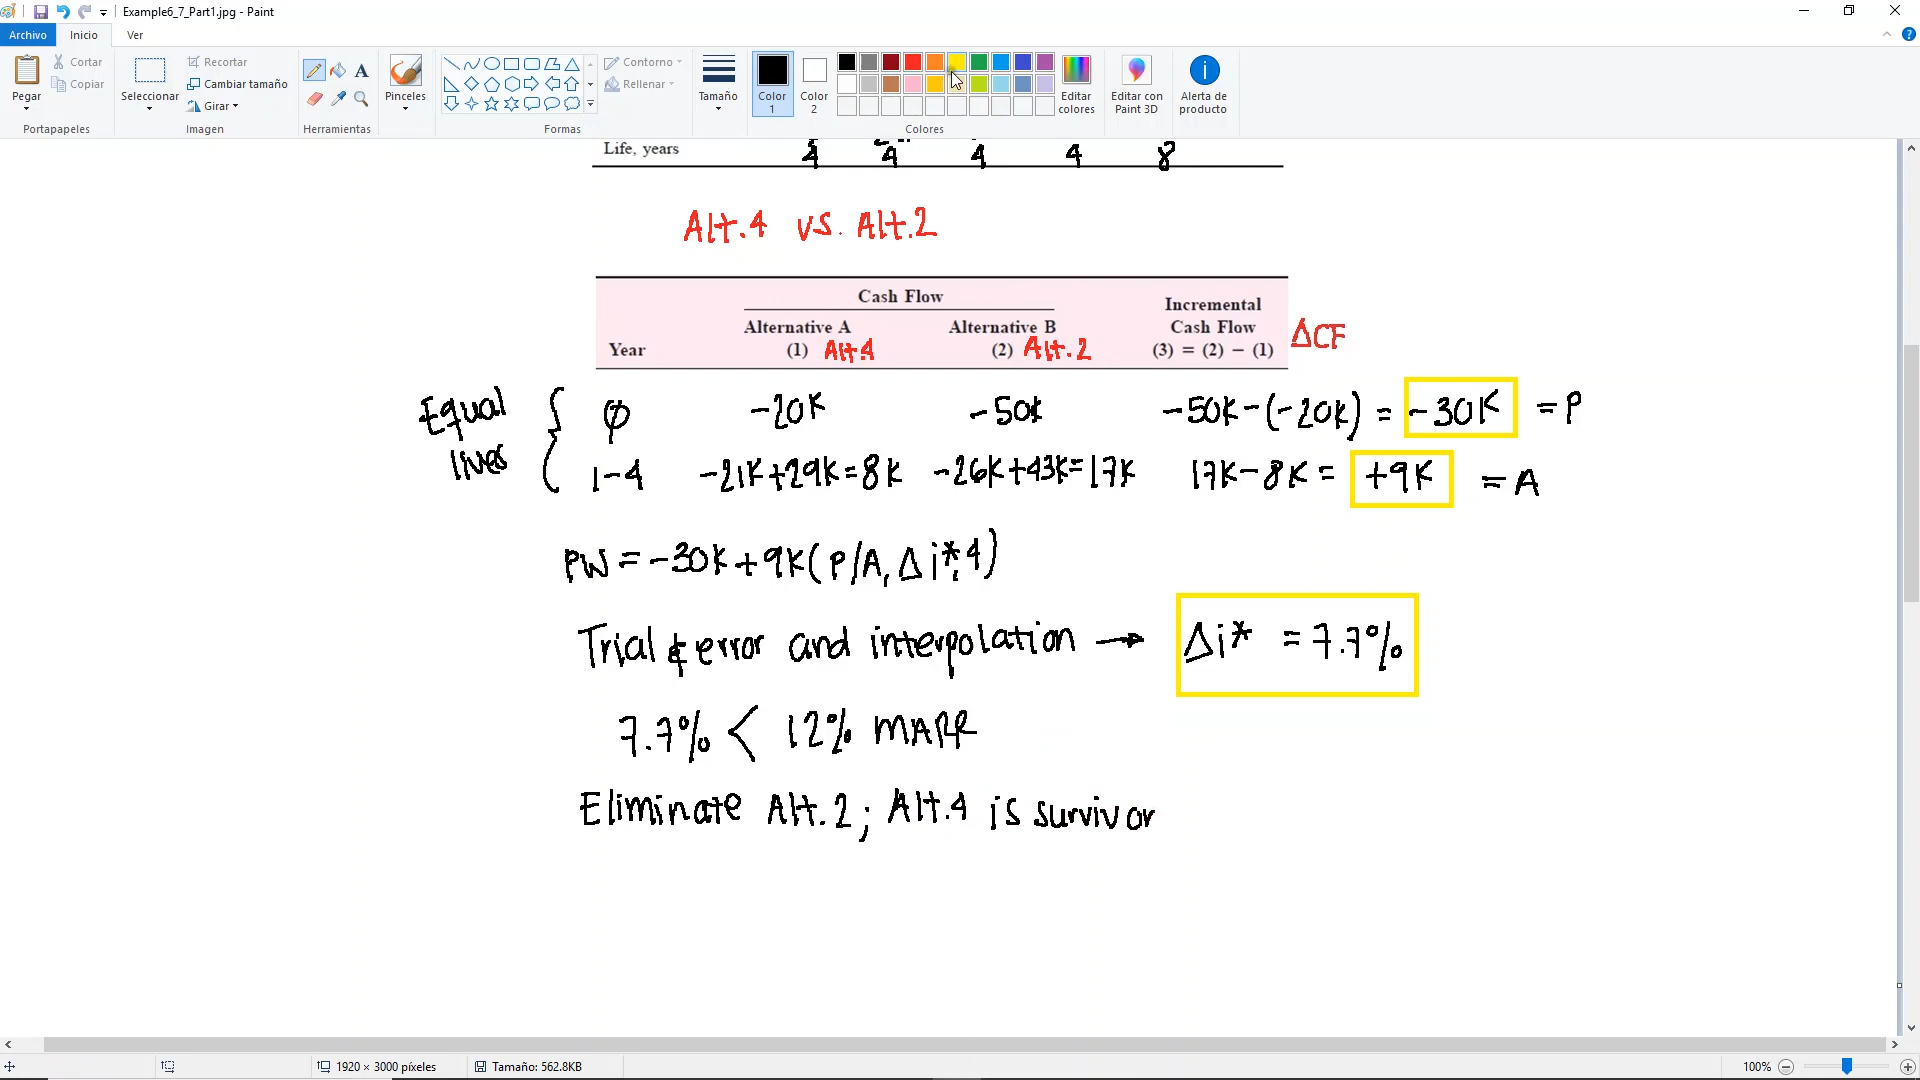 Example6_7_Part1.jpg - Paint
Archivo Inicio Ver
Pegar Cortar Copiar Portapapeles
Seleccionar Recortar Cambiar tamaño Girar Imagen
Herramientas
Pinceles
Contorno Rellenar Formas
Tamaño
Color 1 Color 2
Editar colores
Colores
Editar con Paint 3D
Alerta de producto
Life, years 4 4 4 4 8
Alt.4 vs. Alt.2
Cash Flow
Incremental
Alternative A Alternative B Cash Flow ΔCF
Year (1) Alt.4 (2) Alt.2 (3) = (2) − (1)
Equal lives
0 -20K -50K -50K-(-20K) = -30K = P
1-4 -21K+29K=8K -26K+43K=17K 17K-8K = +9K = A
PW = -30K+9K(P/A, Δi*,4)
Trial & error and interpolation → Δi* = 7.7%
7.7% < 12% MARR
Eliminate Alt.2; Alt.4 is survivor
1920 × 3000 píxeles Tamaño: 562.8KB 100%